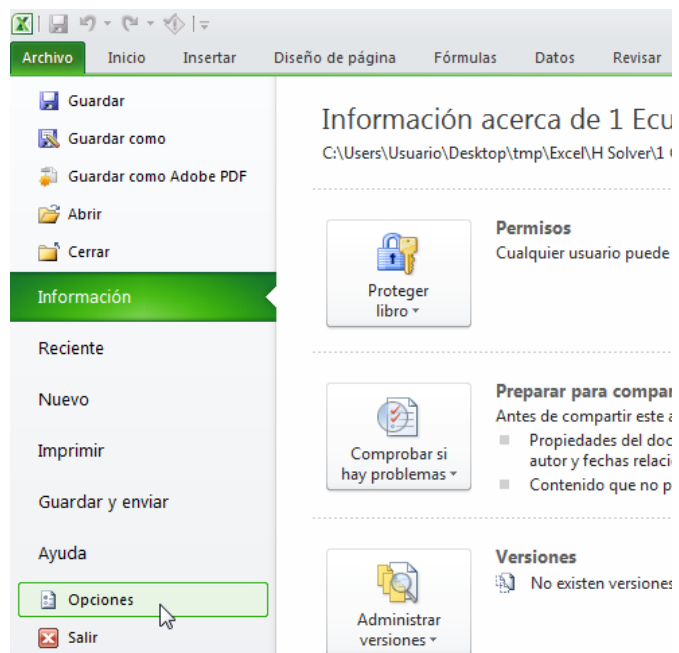 Archivo Inicio Insertar Diseño de página Fórmulas Datos Revisar
Guardar
Guardar como
Guardar como Adobe PDF
Abrir
Cerrar
Información
Reciente
Nuevo
Imprimir
Guardar y enviar
Ayuda
Opciones
Salir
Información acerca de 1 Ecu
C:\Users\Usuario\Desktop\tmp\Excel\H Solver\1
Proteger
libro
Permisos
Cualquier usuario puede
Comprobar si
hay problemas
Preparar para compar
Antes de compartir este a
Propiedades del doc
autor y fechas relaci
Contenido que no p
Administrar
versiones
Versiones
No existen versiones